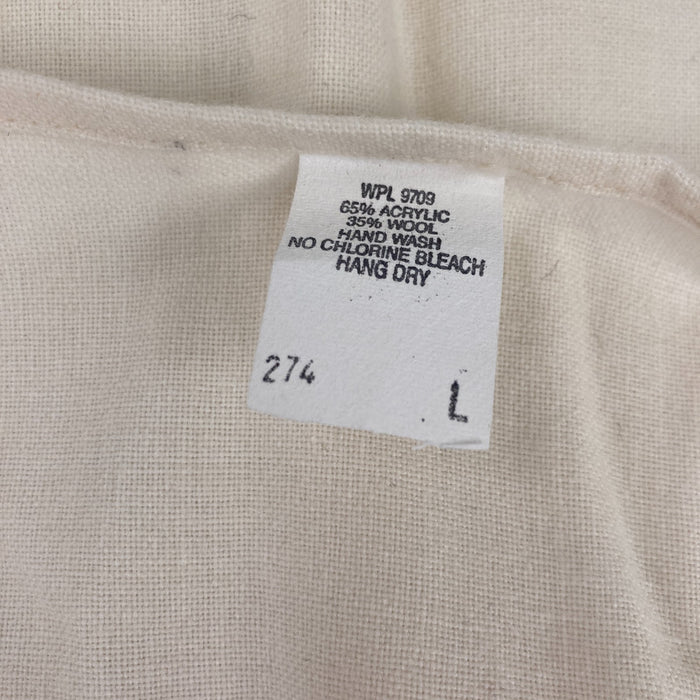 WPL 9709
65% ACRYLIC
35% WOOL
HAND WASH
NO CHLORINE BLEACH
HANG DRY
274
L